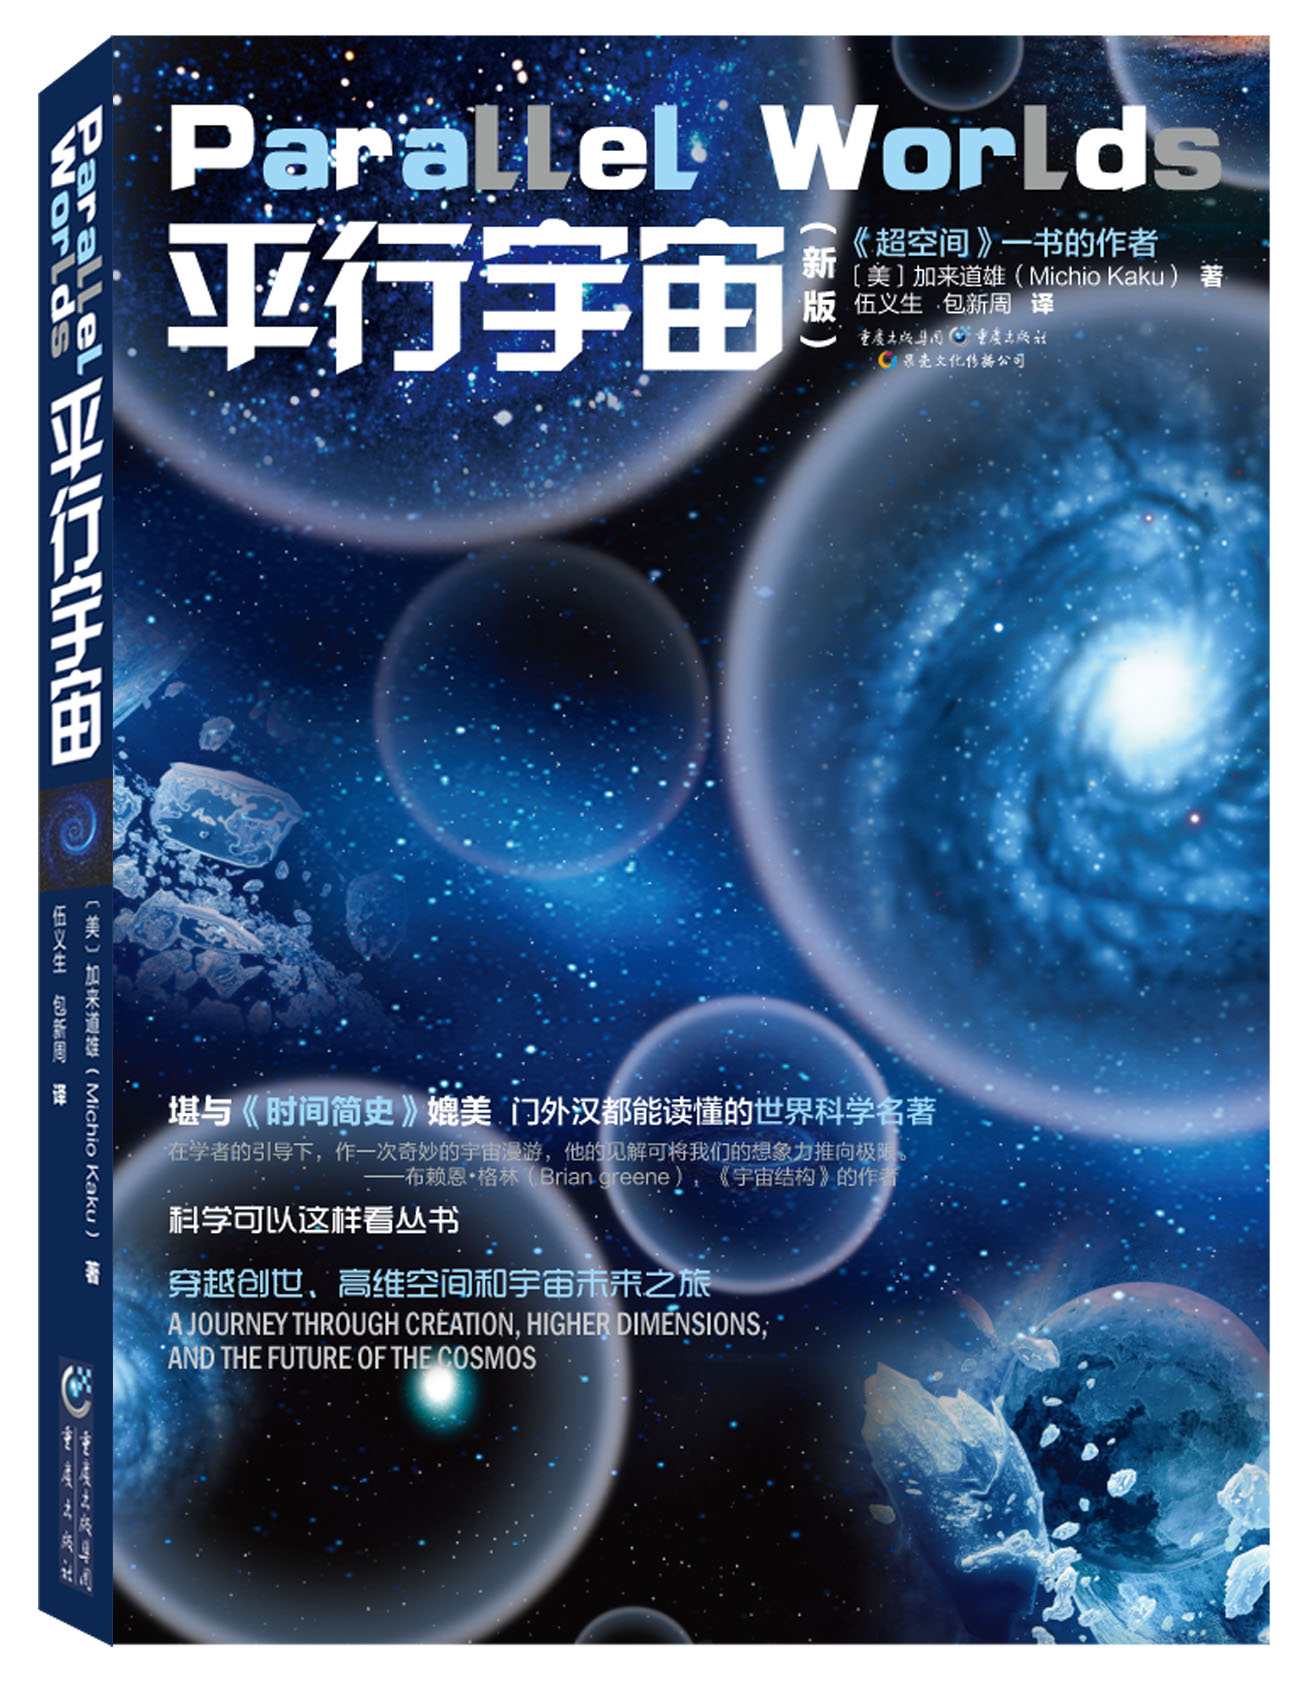 Parallel Worlds
平行宇宙
（新版）
《超空间》一书的作者
［美］加来道雄（Michio Kaku） 著
伍义生 包新周 译
重庆出版集团 重庆出版社
果壳文化传播公司
堪与《时间简史》媲美 门外汉都能读懂的世界科学名著
在学者的引导下，作一次奇妙的宇宙漫游，他的见解可将我们的想象力推向极限。
——布赖恩·格林（Brian greene），《宇宙结构》的作者
科学可以这样看丛书
穿越创世、高维空间和宇宙未来之旅
A JOURNEY THROUGH CREATION, HIGHER DIMENSIONS,
AND THE FUTURE OF THE COSMOS
Parallel
Worlds
平行宇宙
［美］加来道雄（Michio Kaku） 著
伍义生 包新周 译
重庆出版集团
重庆出版社